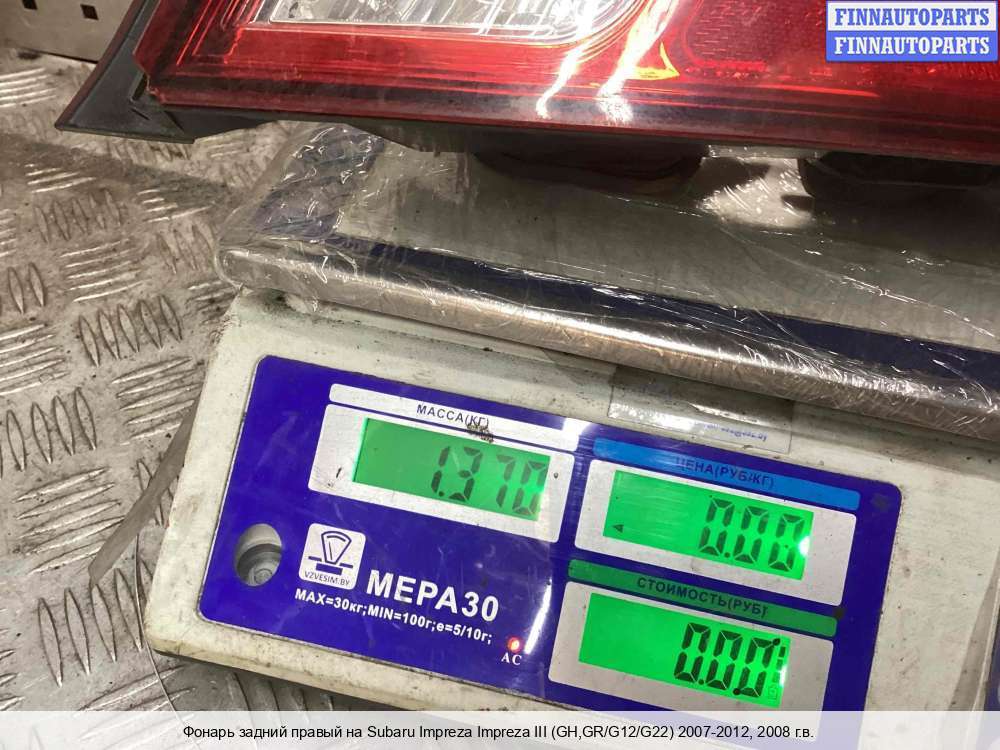 FINNAUTOPARTS
FINNAUTOPARTS
МАССА(КГ)
1.370
ЦЕНА(РУБ/КГ)
0.00
VZVESIM.BY
МЕРА30
MAX=30кг;MIN=100г;e=5/10г;
AC
СТОИМОСТЬ(РУБ)
0.00
Фонарь задний правый на Subaru Impreza Impreza III (GH,GR/G12/G22) 2007-2012, 2008 г.в.